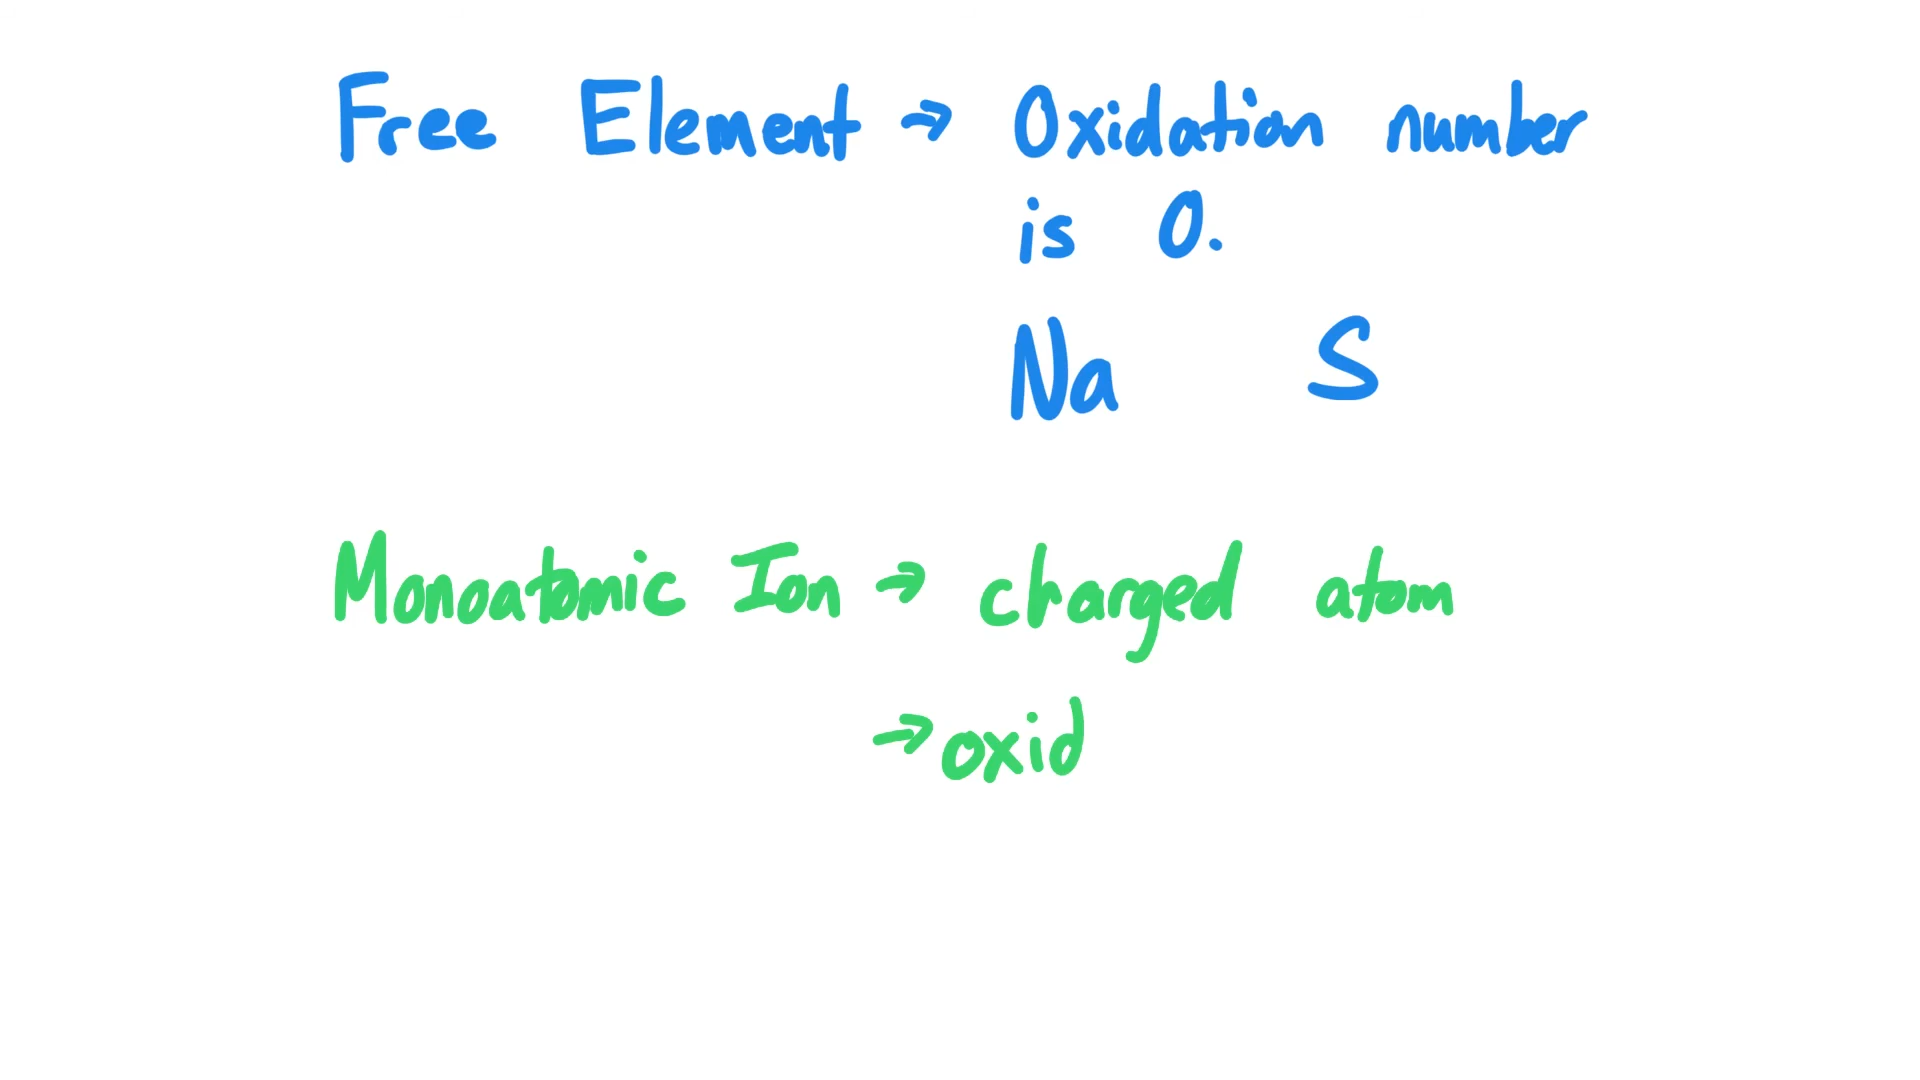 Free Element → Oxidation number
is 0.
Na S
Monoatomic Ion → charged atom
→ oxid